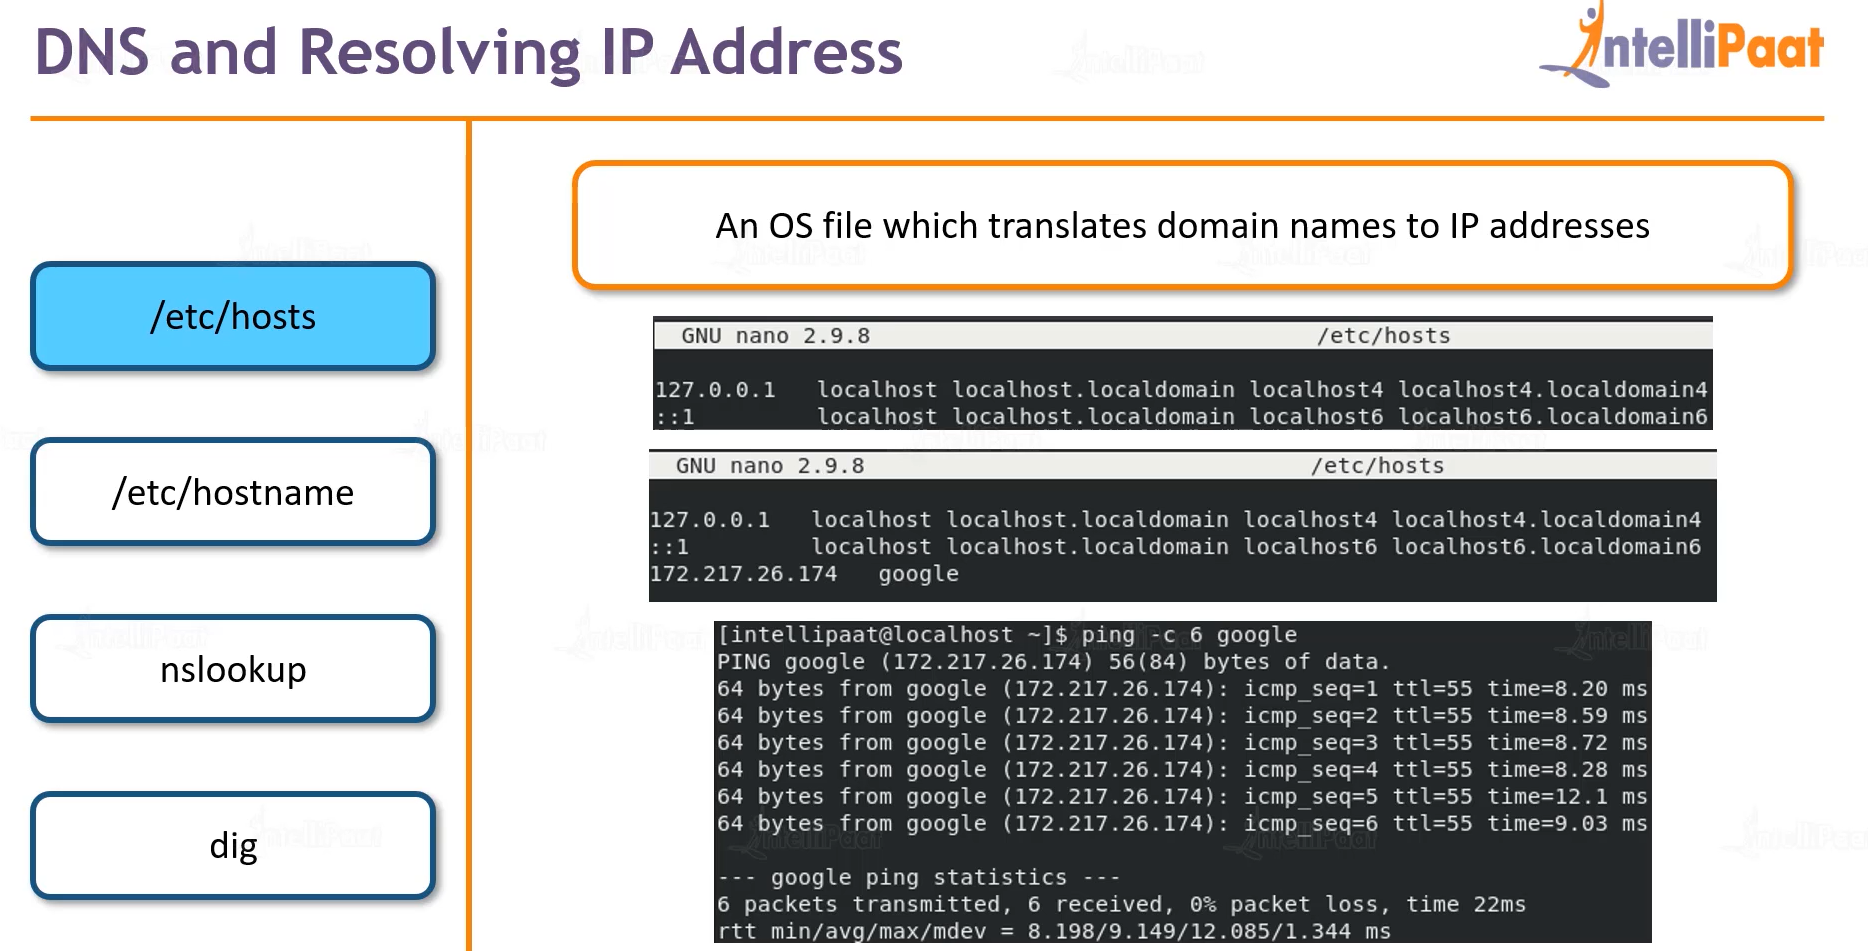 DNS and Resolving IP Address
IntelliPaat
/etc/hosts
/etc/hostname
nslookup
dig
An OS file which translates domain names to IP addresses
GNU nano 2.9.8 /etc/hosts
127.0.0.1 localhost localhost.localdomain localhost4 localhost4.localdomain4
::1 localhost localhost.localdomain localhost6 localhost6.localdomain6
GNU nano 2.9.8 /etc/hosts
127.0.0.1 localhost localhost.localdomain localhost4 localhost4.localdomain4
::1 localhost localhost.localdomain localhost6 localhost6.localdomain6
172.217.26.174 google
[intellipaat@localhost ~]$ ping -c 6 google
PING google (172.217.26.174) 56(84) bytes of data.
64 bytes from google (172.217.26.174): icmp_seq=1 ttl=55 time=8.20 ms
64 bytes from google (172.217.26.174): icmp_seq=2 ttl=55 time=8.59 ms
64 bytes from google (172.217.26.174): icmp_seq=3 ttl=55 time=8.72 ms
64 bytes from google (172.217.26.174): icmp_seq=4 ttl=55 time=8.28 ms
64 bytes from google (172.217.26.174): icmp_seq=5 ttl=55 time=12.1 ms
64 bytes from google (172.217.26.174): icmp_seq=6 ttl=55 time=9.03 ms
--- google ping statistics ---
6 packets transmitted, 6 received, 0% packet loss, time 22ms
rtt min/avg/max/mdev = 8.198/9.149/12.085/1.344 ms